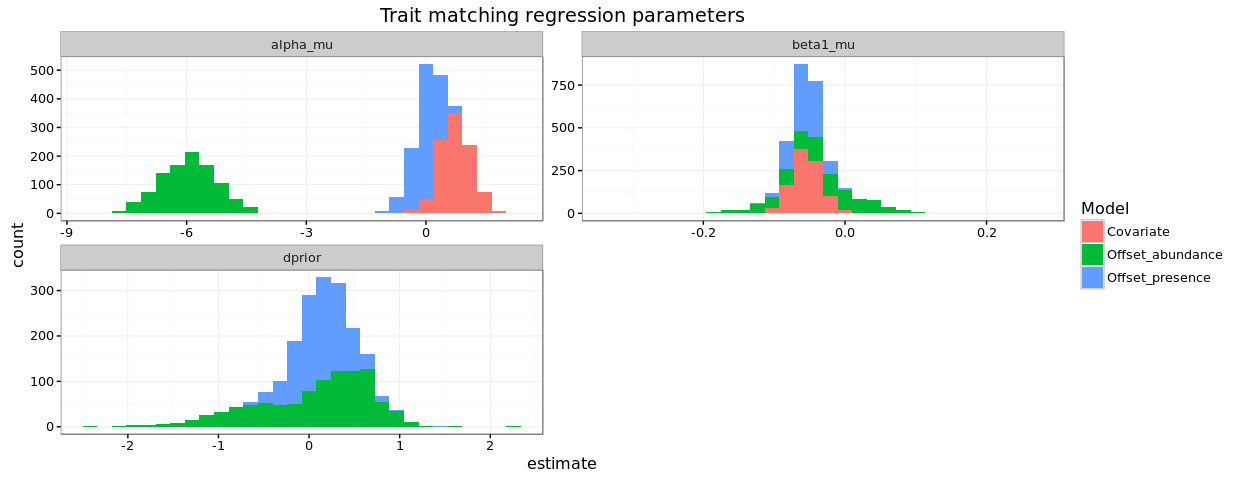 Trait matching regression parameters
alpha_mu
beta1_mu
500
400
300
200
100
0
-9
-6
-3
0
750
500
250
0
-0.2
0.0
0.2
count
dprior
300
200
100
0
-2
-1
0
1
2
estimate
Model
Covariate
Offset_abundance
Offset_presence